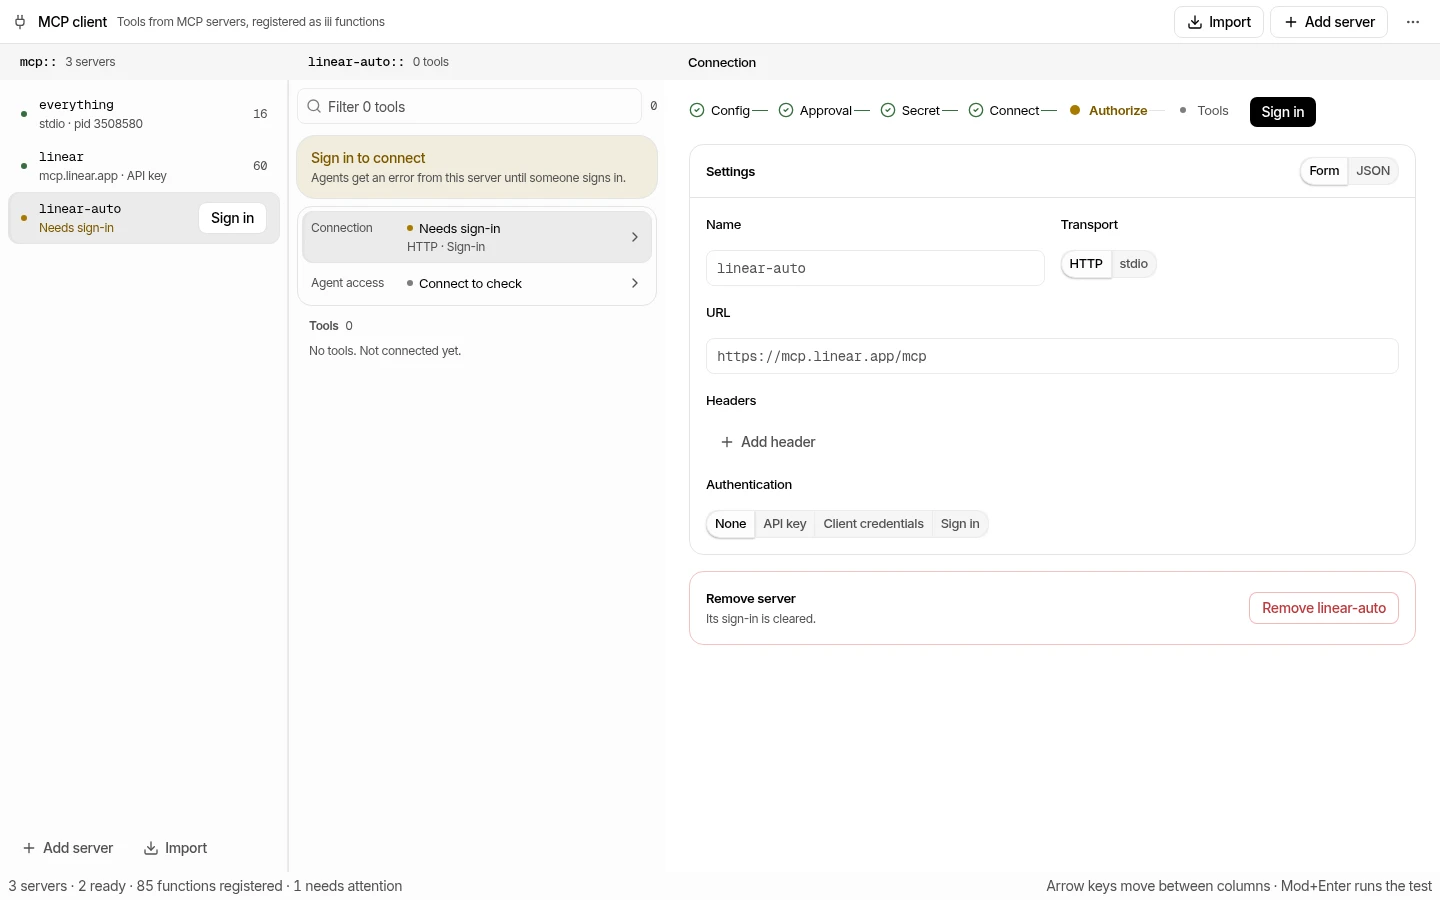 MCP client Tools from MCP servers, registered as iii functions
Import
Add server
mcp:: 3 servers
everything
stdio · pid 3508580
16
linear
mcp.linear.app · API key
60
linear-auto
Needs sign-in
Sign in
Add server
Import
linear-auto:: 0 tools
Filter 0 tools
0
Sign in to connect
Agents get an error from this server until someone signs in.
Connection
Needs sign-in
HTTP · Sign-in
Agent access
Connect to check
Tools 0
No tools. Not connected yet.
Connection
Config
Approval
Secret
Connect
Authorize
Tools
Sign in
Settings
Form JSON
Name
linear-auto
Transport
HTTP stdio
URL
https://mcp.linear.app/mcp
Headers
Add header
Authentication
None API key Client credentials Sign in
Remove server
Its sign-in is cleared.
Remove linear-auto
3 servers · 2 ready · 85 functions registered · 1 needs attention
Arrow keys move between columns · Mod+Enter runs the test